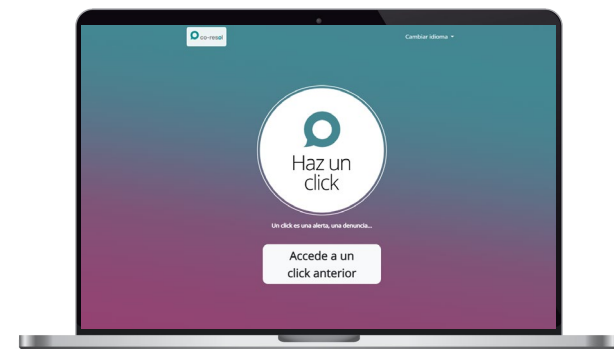 co-resol
Cambiar idioma
Haz un
click
Un click es una alerta, una denuncia...
Accede a un
click anterior